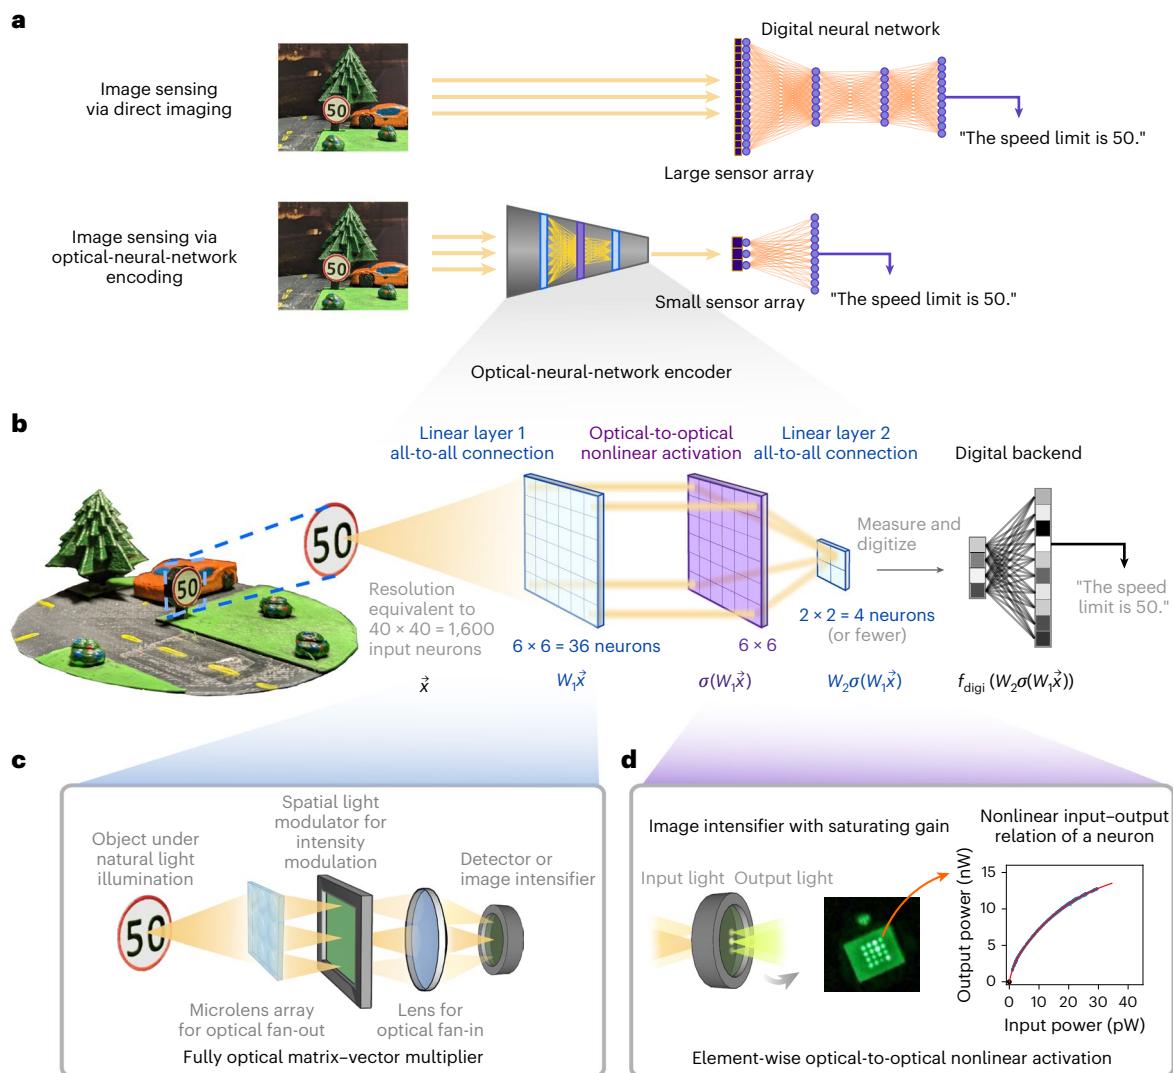 a
Digital neural network
Image sensing
via direct imaging
50
"The speed limit is 50."
Large sensor array
Image sensing via
optical-neural-network
encoding
50
Small sensor array
"The speed limit is 50."
Optical-neural-network encoder
b
Linear layer 1
all-to-all connection
Optical-to-optical
nonlinear activation
Linear layer 2
all-to-all connection
Digital backend
50
50
Measure and
digitize
Resolution
equivalent to
40 × 40 = 1,600
input neurons
"The speed
limit is 50."
6 × 6 = 36 neurons
6 × 6
2 × 2 = 4 neurons
(or fewer)
x⃗
W₁x⃗
σ(W₁x⃗)
W₂σ(W₁x⃗)
f_digi (W₂σ(W₁x⃗))
c
Object under
natural light
illumination
Spatial light
modulator for
intensity
modulation
Detector or
image intensifier
50
Microlens array
for optical fan-out
Lens for
optical fan-in
Fully optical matrix–vector multiplier
d
Image intensifier with saturating gain
Nonlinear input–output
relation of a neuron
Input light
Output light
Output power (nW)
15
10
5
0
0 10 20 30 40
Input power (pW)
Element-wise optical-to-optical nonlinear activation